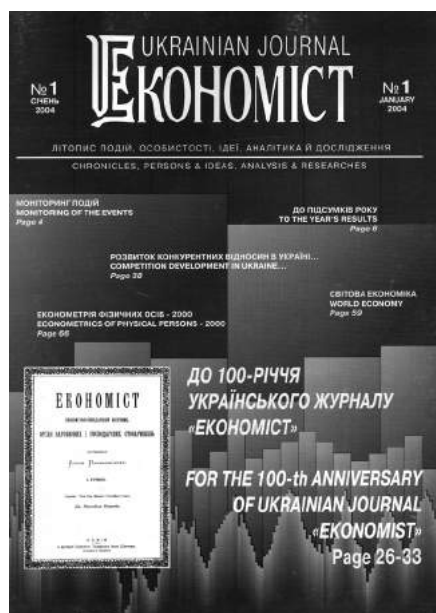 UKRAINIAN JOURNAL
ЕКОНОМІСТ
№1
СІЧЕНЬ
2004
№1
JANUARY
2004
ЛІТОПИС ПОДІЙ, ОСОБИСТОСТІ, ІДЕЇ, АНАЛІТИКА Й ДОСЛІДЖЕННЯ
CHRONICLES, PERSONS & IDEAS, ANALYSIS & RESEARCHES
МОНІТОРИНГ ПОДІЙ
MONITORING OF THE EVENTS
Page 4
ДО ПІДСУМКІВ РОКУ
TO THE YEAR'S RESULTS
Page 6
РОЗВИТОК КОНКУРЕНТНИХ ВІДНОСИН В УКРАЇНІ...
COMPETITION DEVELOPMENT IN UKRAINE...
Page 38
СВІТОВА ЕКОНОМІКА
WORLD ECONOMY
Page 59
ЕКОНОМЕТРІЯ ФІЗИЧНИХ ОСІБ - 2000
ECONOMETRICS OF PHYSICAL PERSONS - 2000
Page 66
ЕКОНОМІСТ
ДО 100-РІЧЧЯ
УКРАЇНСЬКОГО ЖУРНАЛУ
«ЕКОНОМІСТ»
FOR THE 100-th ANNIVERSARY
OF UKRAINIAN JOURNAL
«EKONOMIST»
Page 26-33